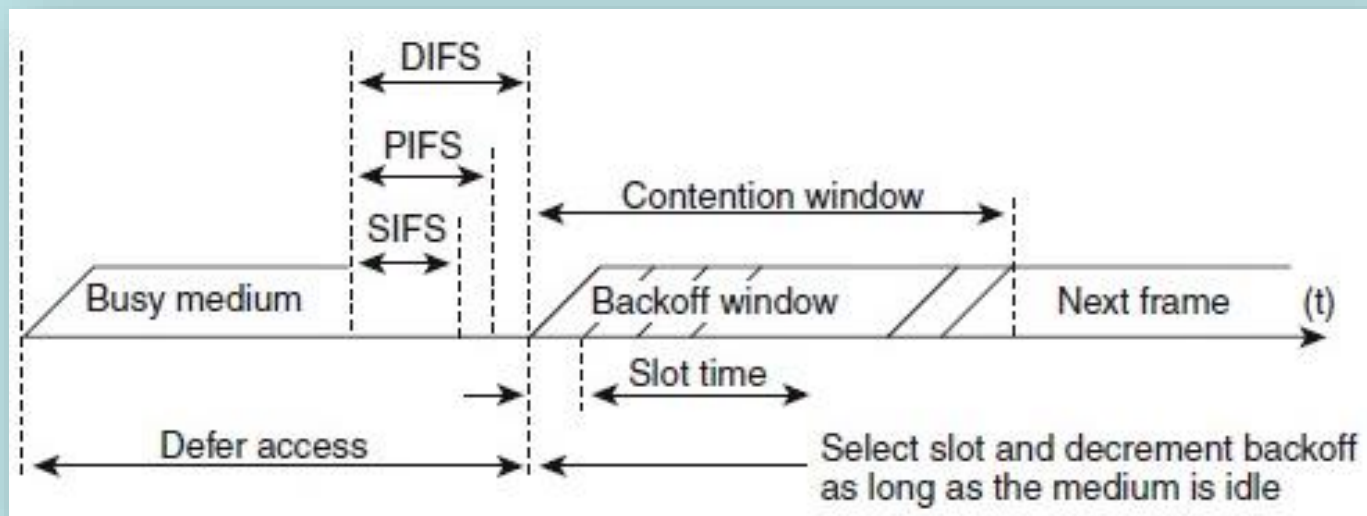 DIFS
PIFS
Contention window
SIFS
Busy medium
Backoff window
Next frame
(t)
Slot time
Defer access
Select slot and decrement backoff
as long as the medium is idle